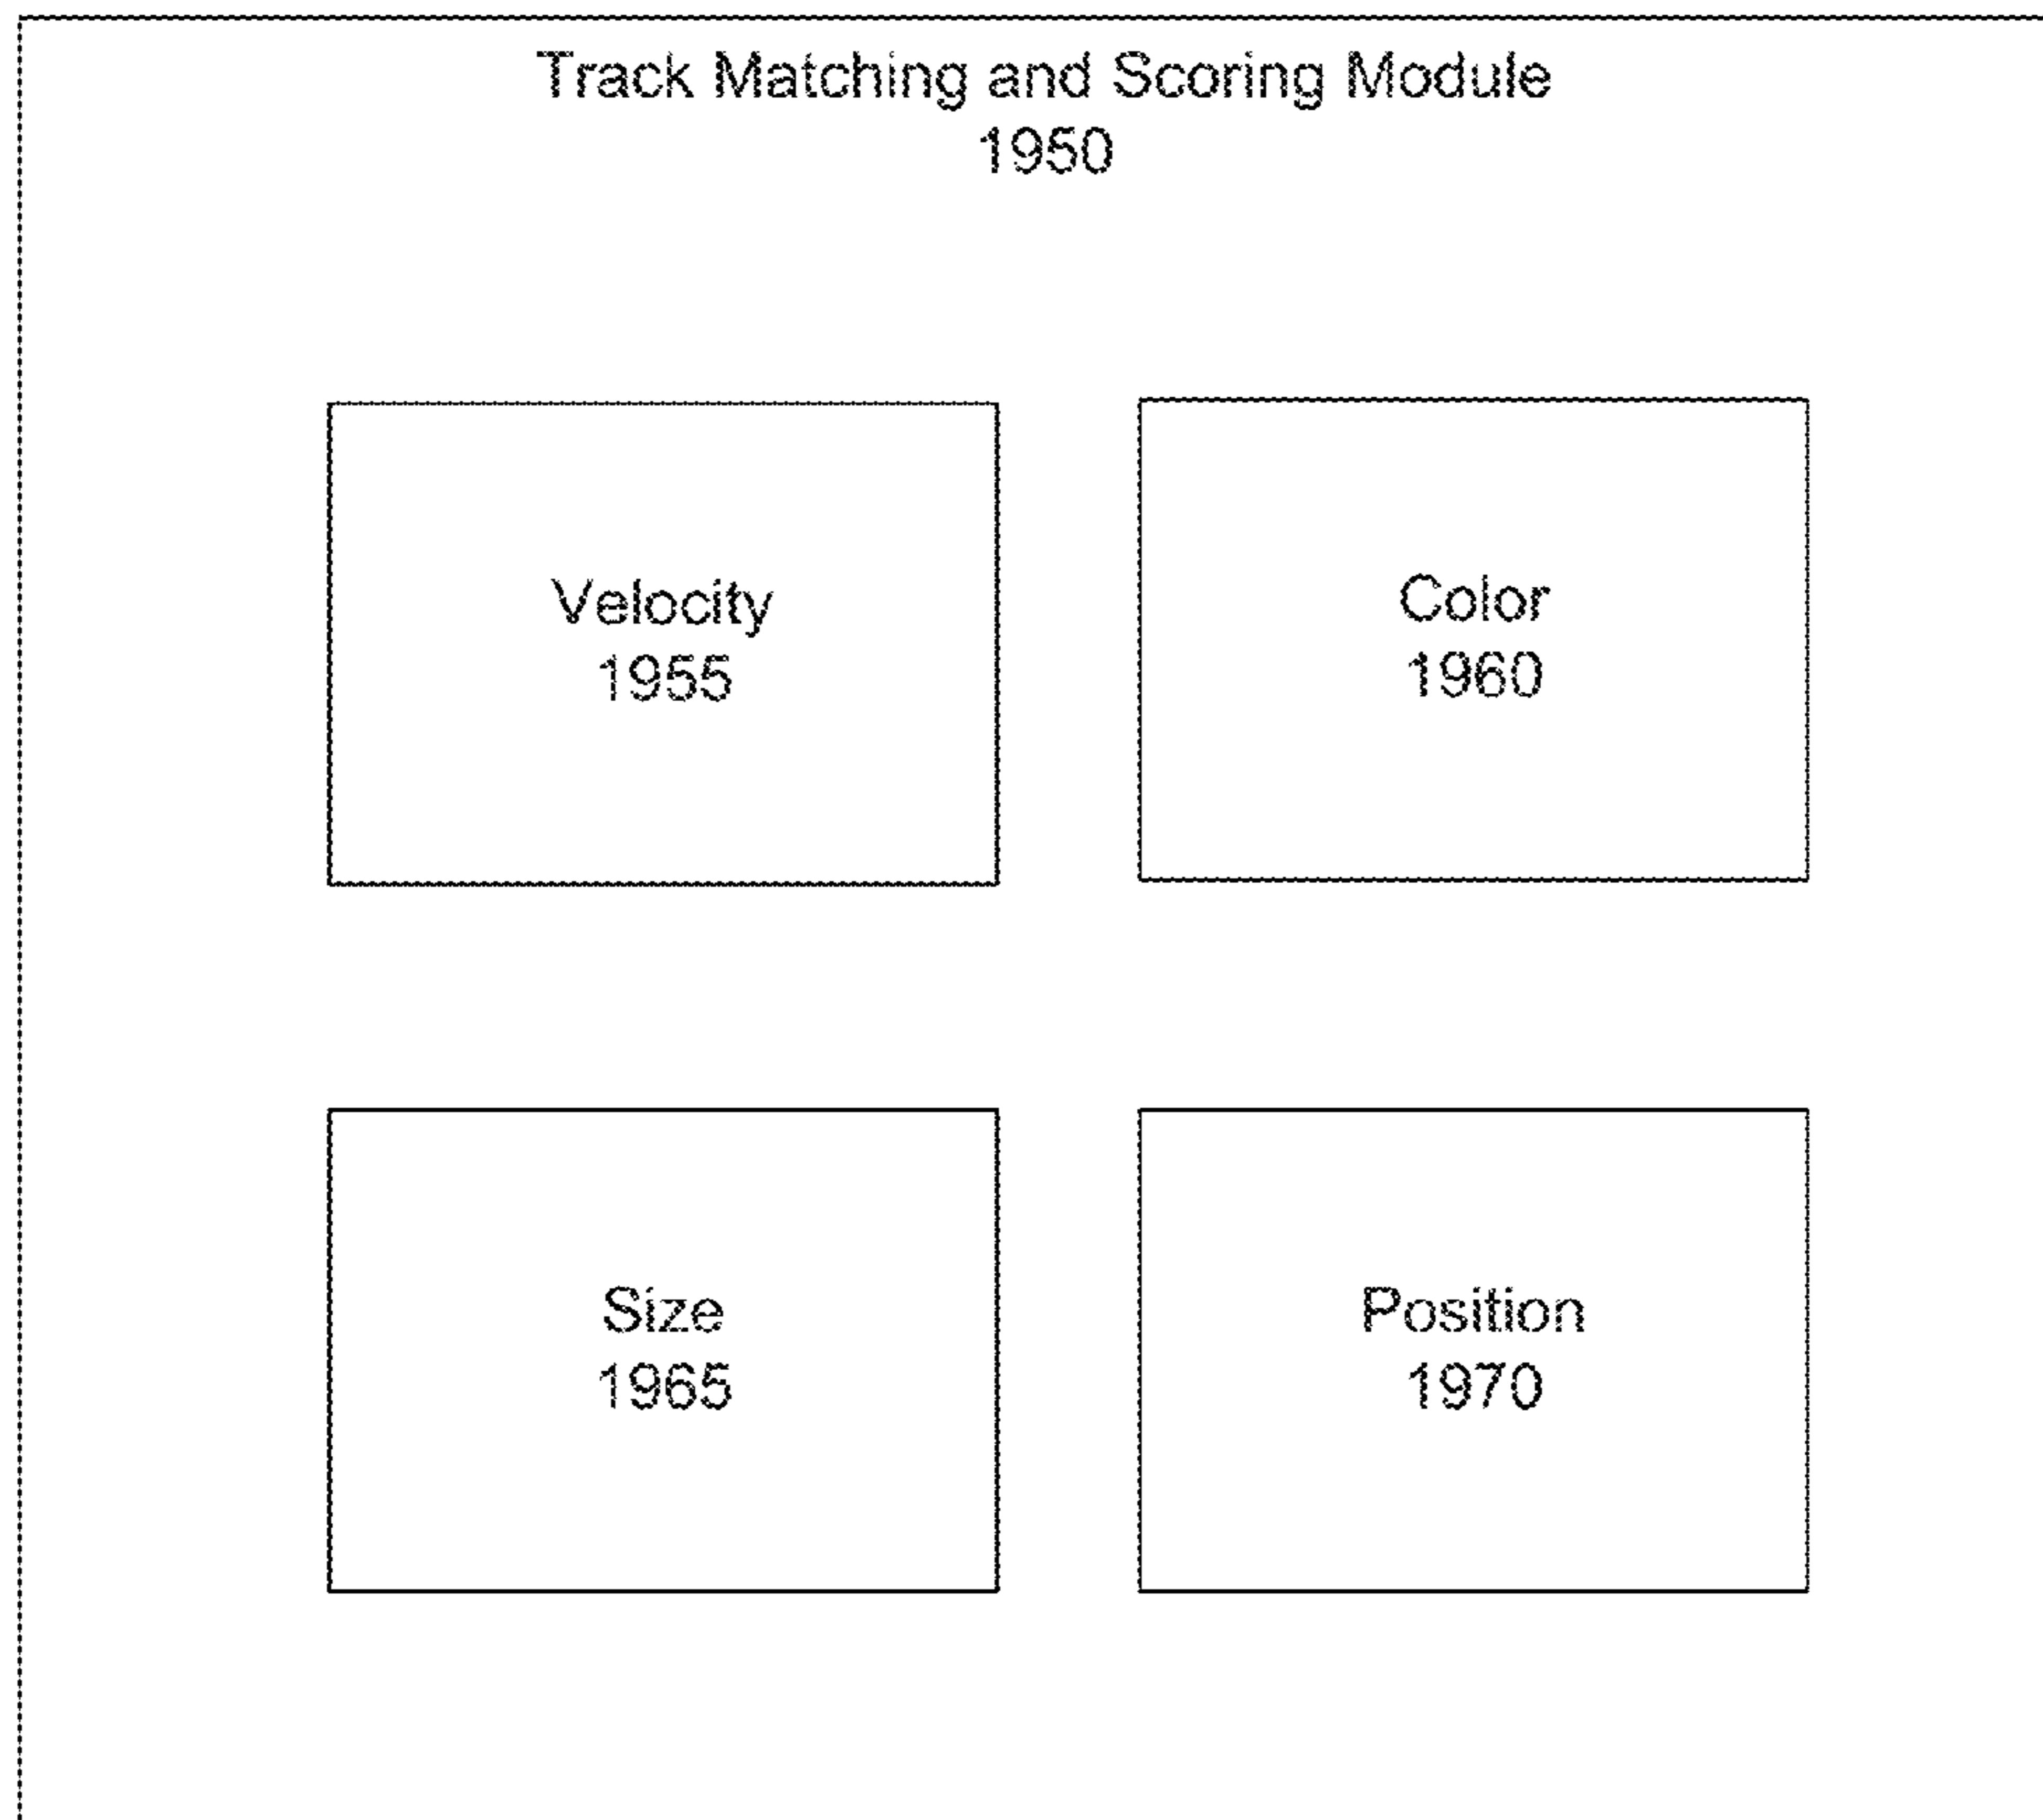 Track Matching and Scoring Module
1950
Velocity
1955
Color
1960
Size
1965
Position
1970